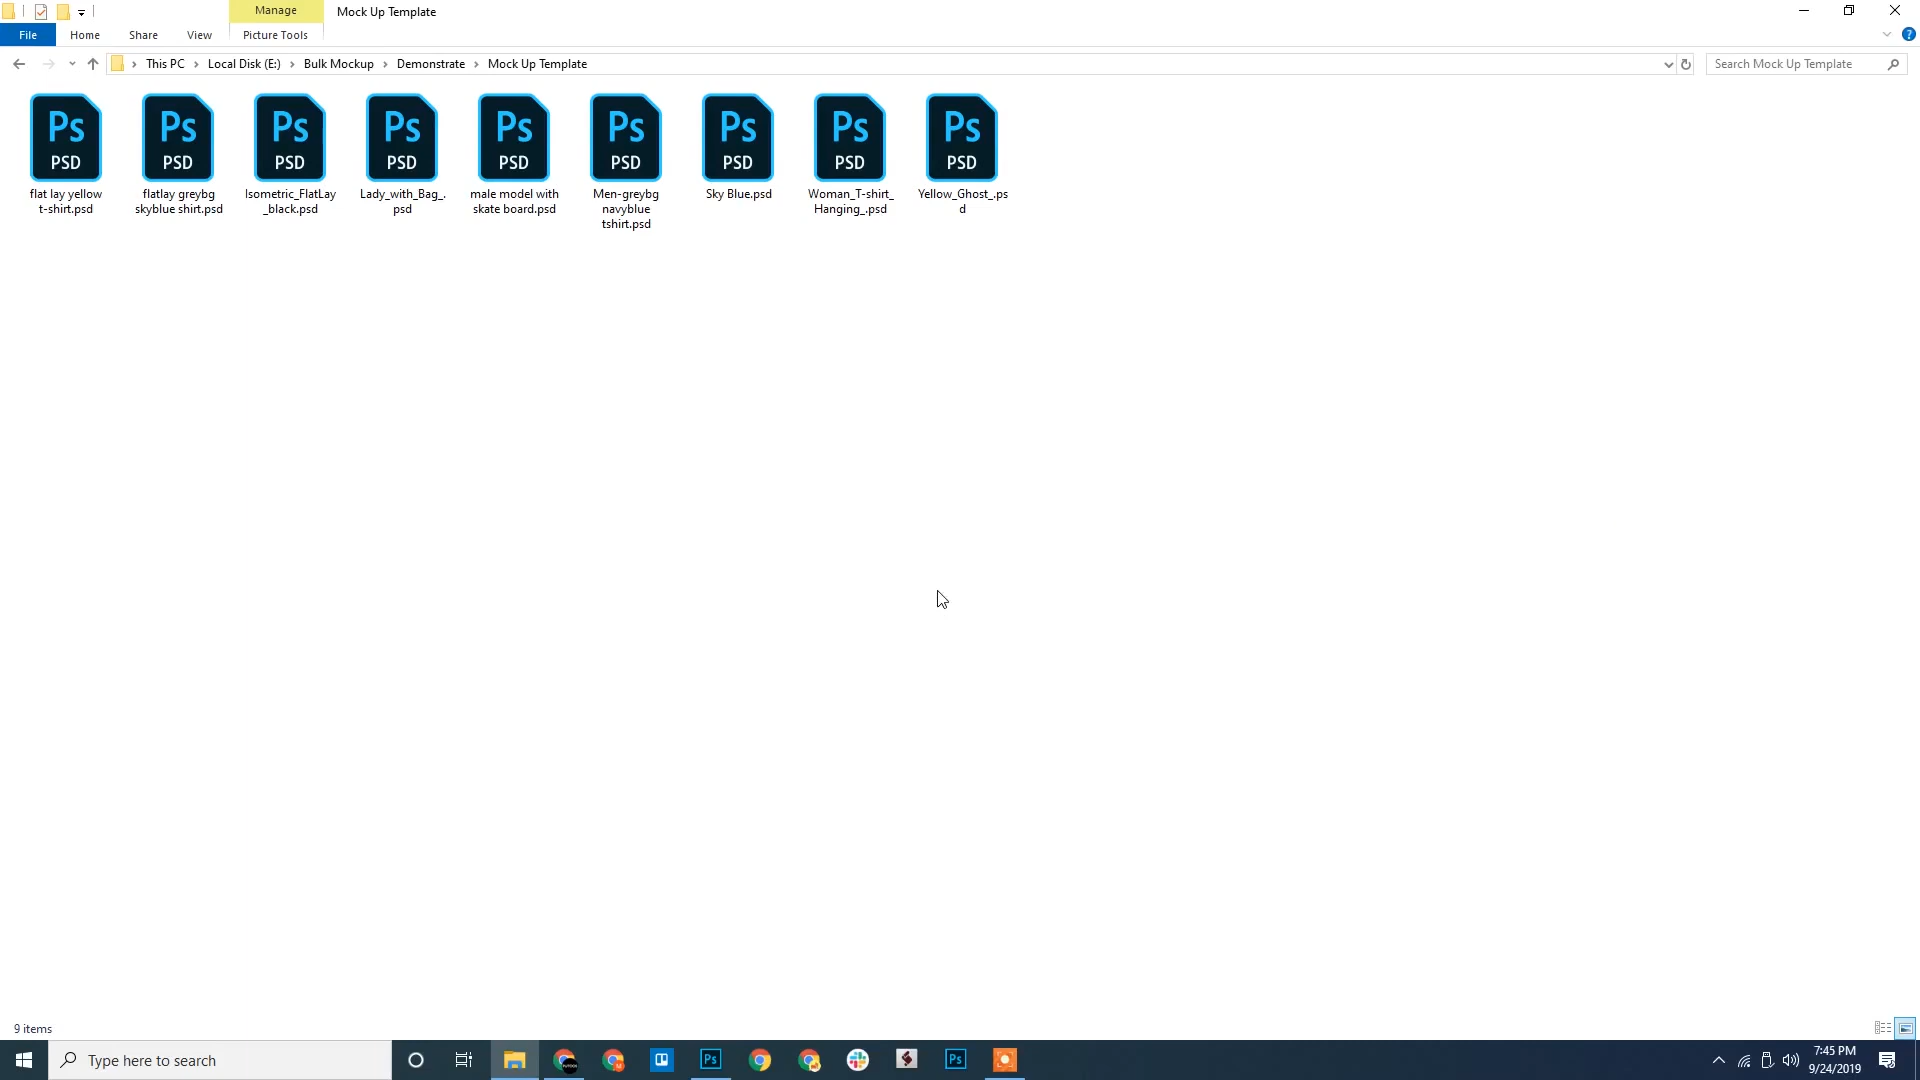 Manage
Mock Up Template
File
Home
Share
View
Picture Tools
This PC
Local Disk (E:)
Bulk Mockup
Demonstrate
Mock Up Template
Search Mock Up Template
Ps
PSD
Ps
PSD
Ps
PSD
Ps
PSD
Ps
PSD
Ps
PSD
Ps
PSD
Ps
PSD
Ps
PSD
flat lay yellow
t-shirt.psd
flatlay greybg
skyblue shirt.psd
Isometric_FlatLay
_black.psd
Lady_with_Bag_.
psd
male model with
skate board.psd
Men-greybg
navyblue
tshirt.psd
Sky Blue.psd
Woman_T-shirt_
Hanging_.psd
Yellow_Ghost_.ps
d
9 items
Type here to search
Ps
Ps
7:45 PM
9/24/2019